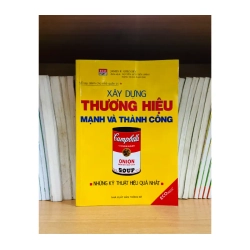 XÂY DỰNG
THƯƠNG HIỆU
MẠNH VÀ THÀNH CÔNG
Campbell's
ONION
SOUP
NHỮNG KỸ THUẬT HIỆU QUẢ NHẤT